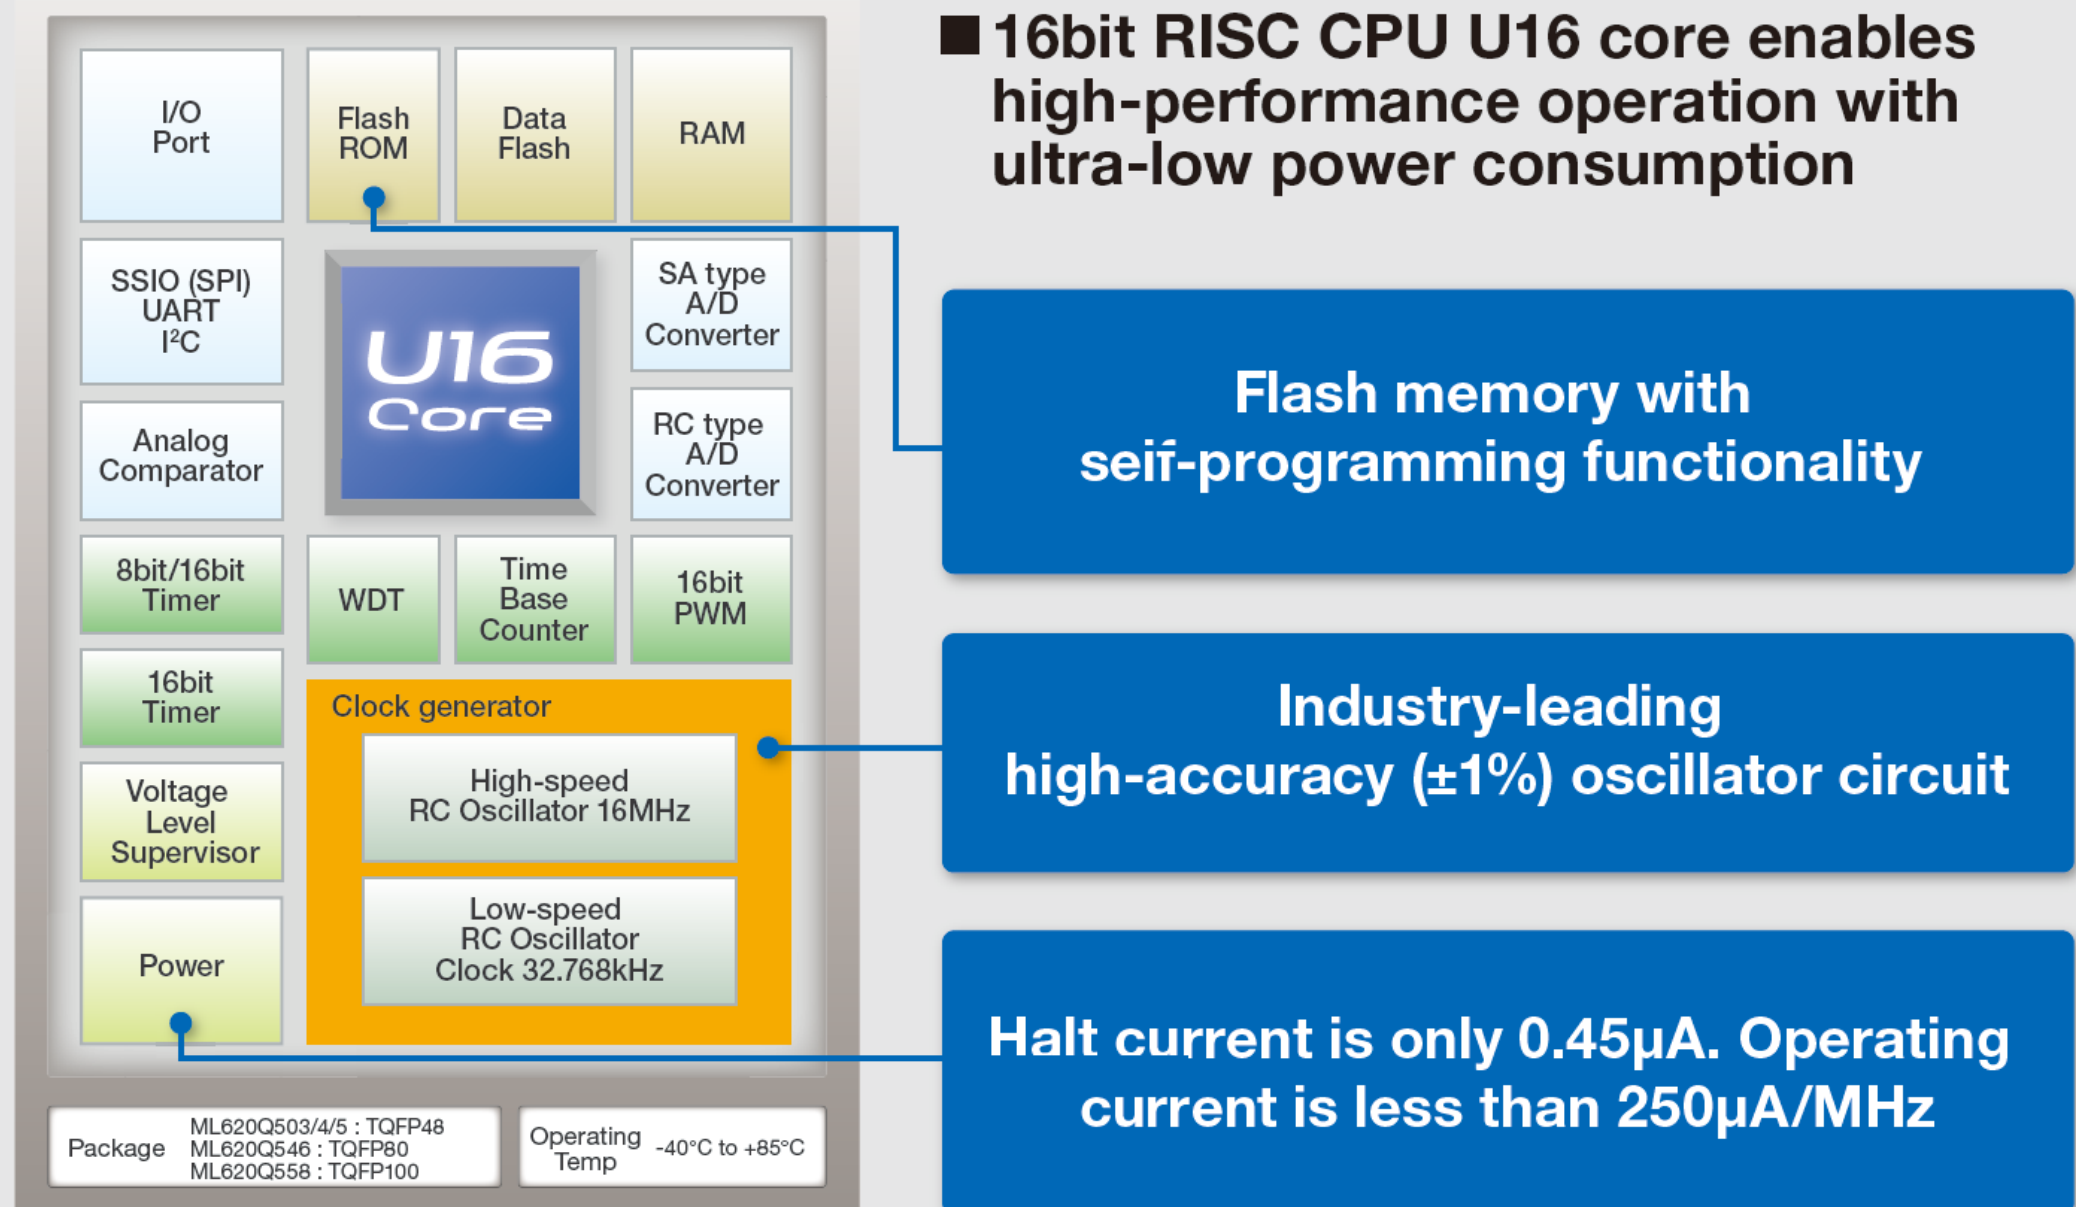 I/O
Port
Flash
ROM
Data
Flash
RAM
SSIO (SPI)
UART
I²C
U16
Core
SA type
A/D
Converter
Analog
Comparator
RC type
A/D
Converter
8bit/16bit
Timer
WDT
Time
Base
Counter
16bit
PWM
16bit
Timer
Clock generator
High-speed
RC Oscillator 16MHz
Voltage
Level
Supervisor
Low-speed
RC Oscillator
Clock 32.768kHz
Power
Package
ML620Q503/4/5 : TQFP48
ML620Q546 : TQFP80
ML620Q558 : TQFP100
Operating
Temp
-40°C to +85°C
■ 16bit RISC CPU U16 core enables
high-performance operation with
ultra-low power consumption
Flash memory with
seif-programming functionality
Industry-leading
high-accuracy (±1%) oscillator circuit
Halt current is only 0.45µA. Operating
current is less than 250µA/MHz